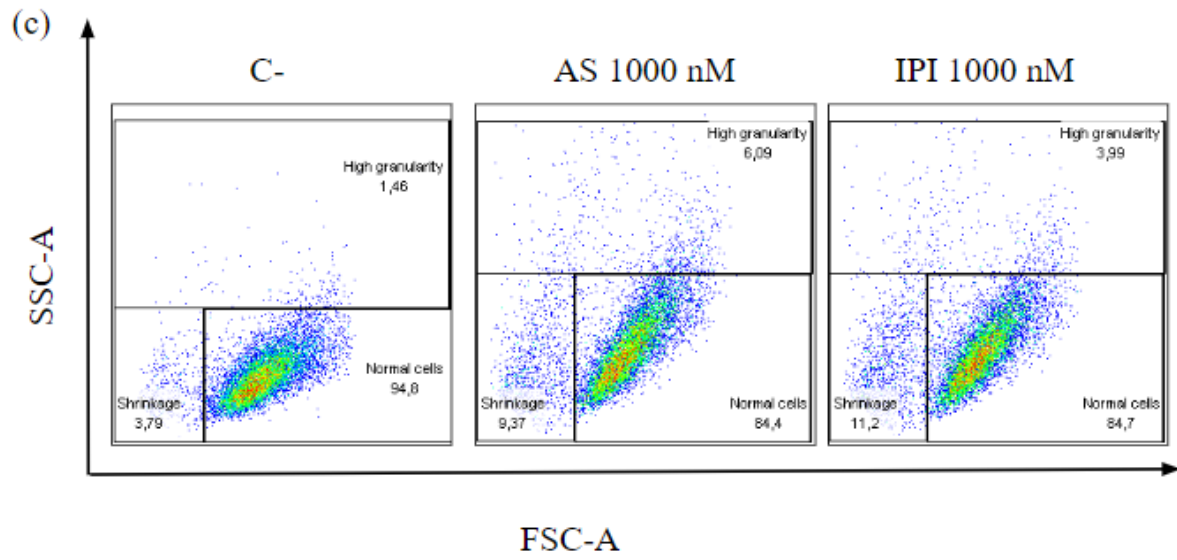 (c)
C-
AS 1000 nM
IPI 1000 nM
SSC-A
High granularity
1,46
Normal cells
94,8
Shrinkage
3,79
High granularity
6,09
Normal cells
84,4
Shrinkage
9,37
High granularity
3,99
Normal cells
84,7
Shrinkage
11,2
FSC-A